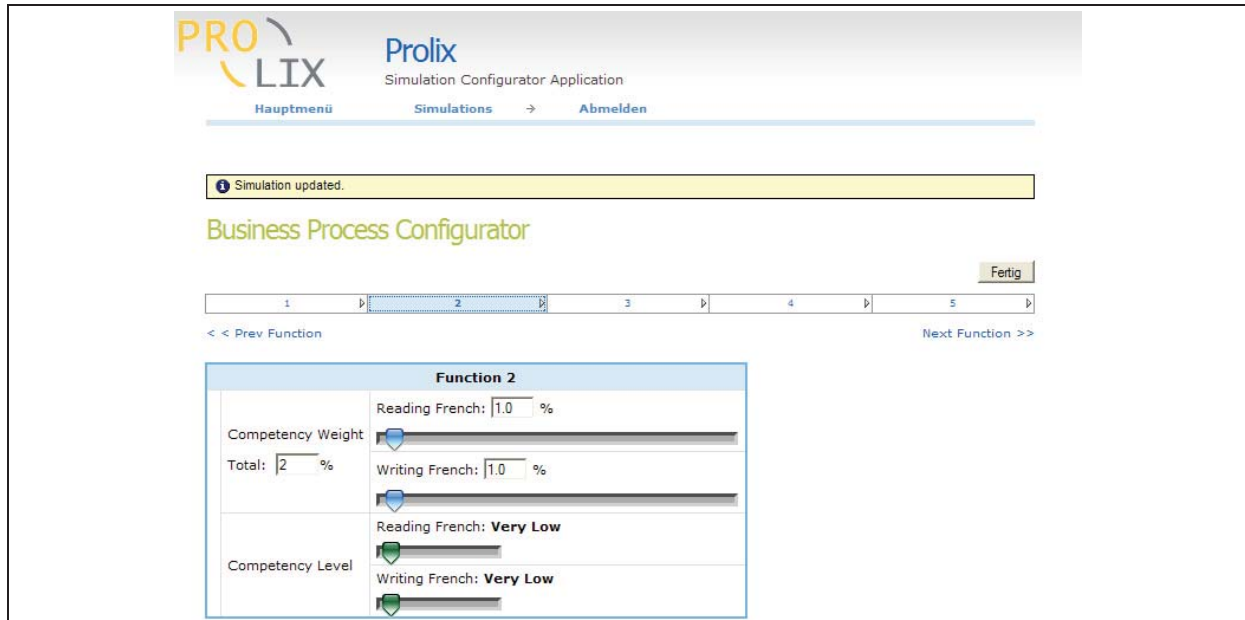 PRO
LIX
Prolix
Simulation Configurator Application
Hauptmenü Simulations → Abmelden
Simulation updated.
Business Process Configurator
Fertig
1 2 3 4 5
< < Prev Function Next Function >>
Function 2
Reading French: 1.0 %
Competency Weight
Total: 2 %
Writing French: 1.0 %
Reading French: Very Low
Competency Level
Writing French: Very Low